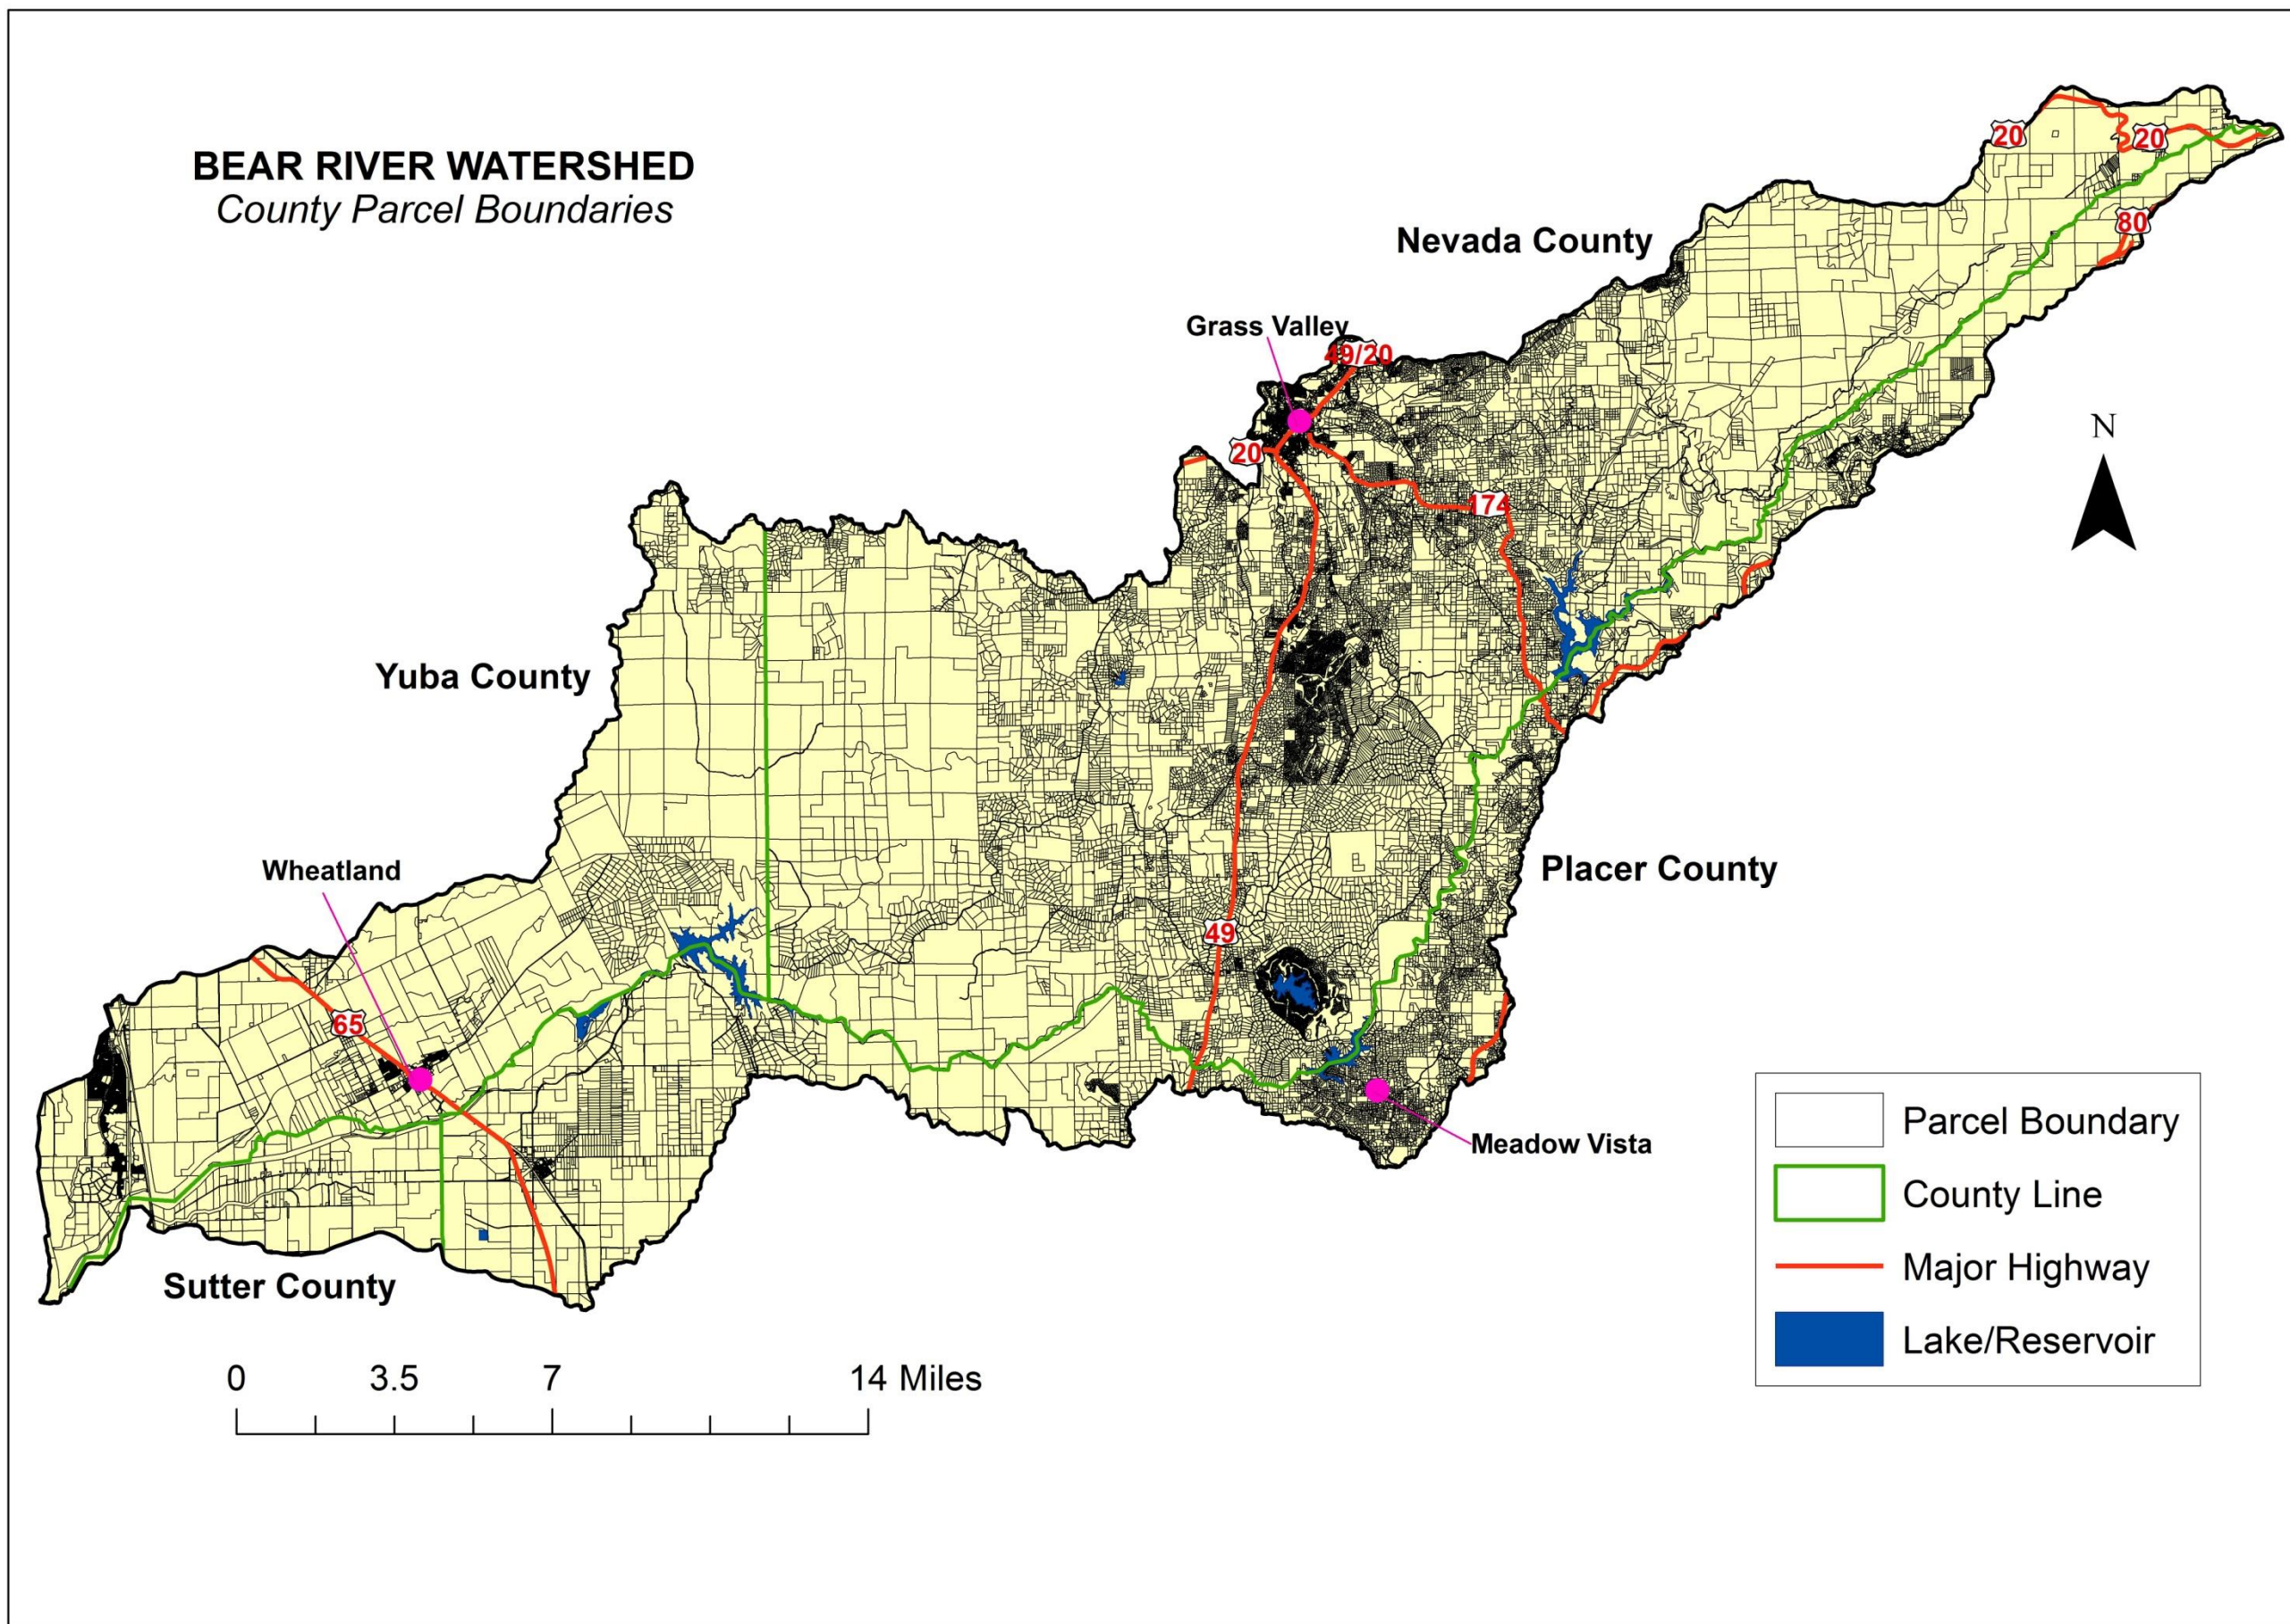 BEAR RIVER WATERSHED
County Parcel Boundaries
20
20
80
Nevada County
Grass Valley
49/20
N
20
174
Yuba County
Wheatland
Placer County
49
65
Meadow Vista
Sutter County
Parcel Boundary
County Line
Major Highway
Lake/Reservoir
0 3.5 7 14 Miles